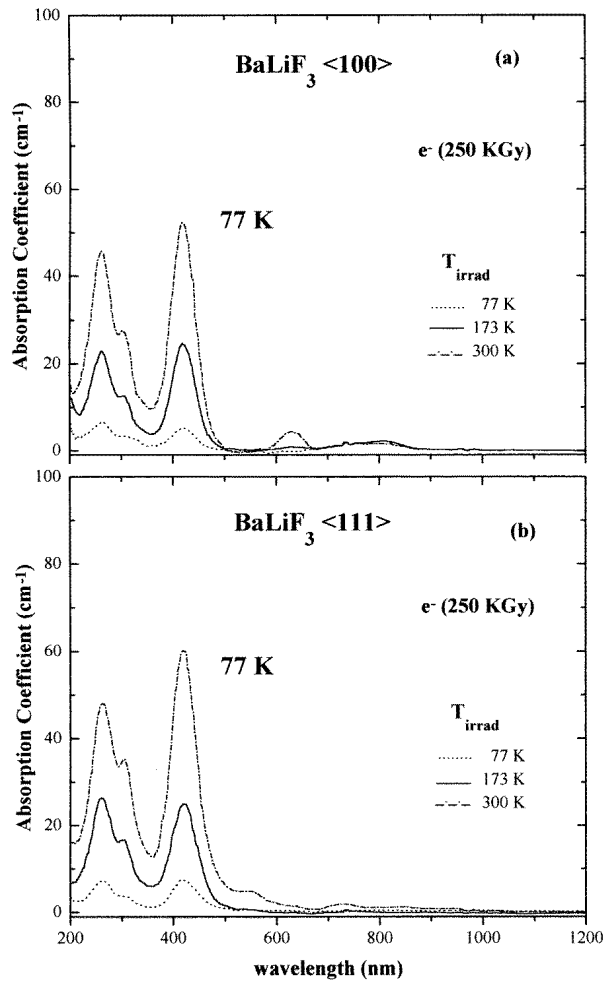 100
(a)
BaLiF3 <100>
80
e- (250 KGy)
60
77 K
Tirrad
40
77 K
173 K
300 K
20
0
Absorption Coefficient (cm-1)
100
BaLiF3 <111>
(b)
80
e- (250 KGy)
60
77 K
Tirrad
40
77 K
173 K
300 K
20
0
Absorption Coefficient (cm-1)
200 400 600 800 1000 1200
wavelength (nm)